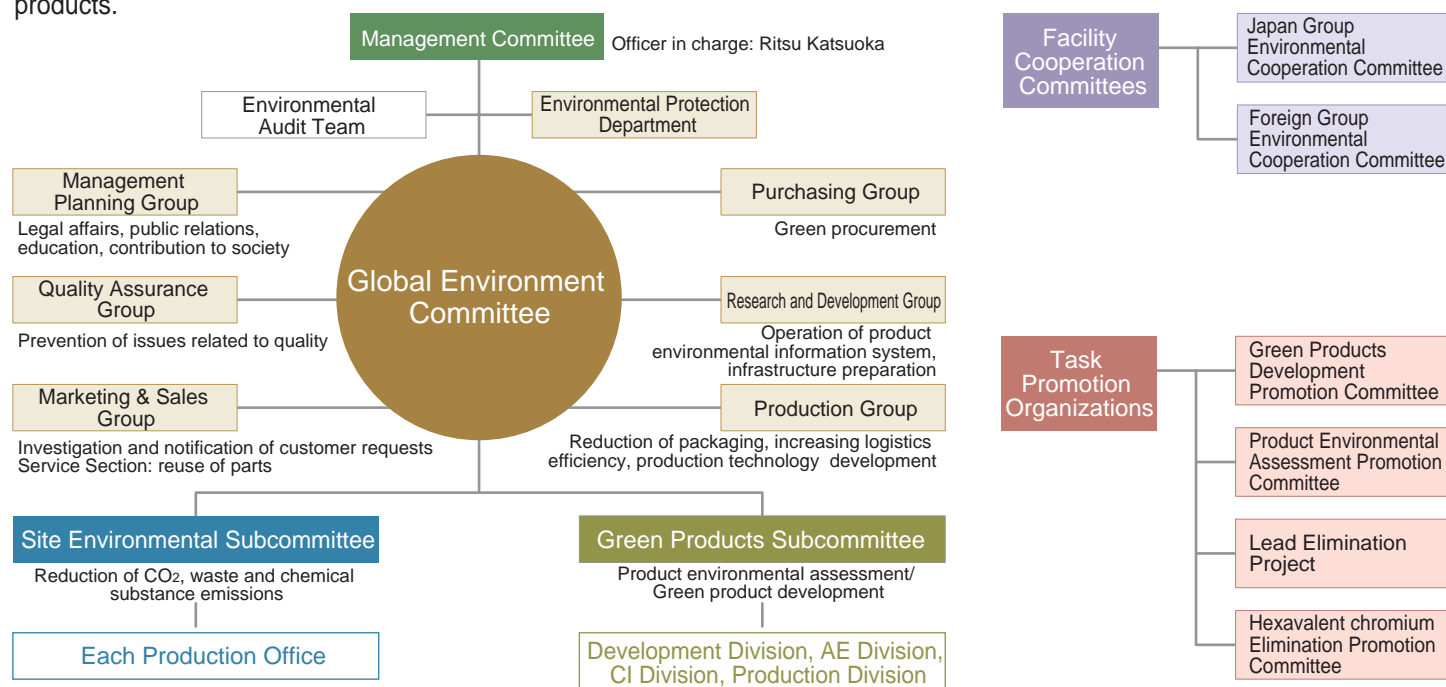 products.
Management Committee
Officer in charge: Ritsu Katsuoka
Environmental
Audit Team
Environmental Protection
Department
Management
Planning Group
Legal affairs, public relations,
education, contribution to society
Quality Assurance
Group
Prevention of issues related to quality
Marketing & Sales
Group
Investigation and notification of customer requests
Service Section: reuse of parts
Global Environment
Committee
Purchasing Group
Green procurement
Research and Development Group
Operation of product
environmental information system,
infrastructure preparation
Production Group
Reduction of packaging, increasing logistics
efficiency, production technology development
Site Environmental Subcommittee
Reduction of CO2, waste and chemical
substance emissions
Each Production Office
Green Products Subcommittee
Product environmental assessment/
Green product development
Development Division, AE Division,
CI Division, Production Division
Facility
Cooperation
Committees
Japan Group
Environmental
Cooperation Committee
Foreign Group
Environmental
Cooperation Committee
Task
Promotion
Organizations
Green Products
Development
Promotion Committee
Product Environmental
Assessment Promotion
Committee
Lead Elimination
Project
Hexavalent chromium
Elimination Promotion
Committee